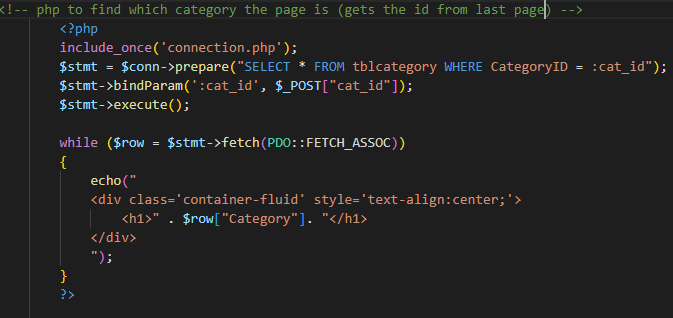 <!-- php to find which category the page is (gets the id from last page) -->
<?php
include_once('connection.php');
$stmt = $conn->prepare("SELECT * FROM tblcategory WHERE CategoryID = :cat_id");
$stmt->bindParam(':cat_id', $_POST["cat_id"]);
$stmt->execute();
while ($row = $stmt->fetch(PDO::FETCH_ASSOC))
{
echo("
<div class='container-fluid' style='text-align:center;'>
<h1>" . $row["Category"]. "</h1>
</div>
");
}
?>